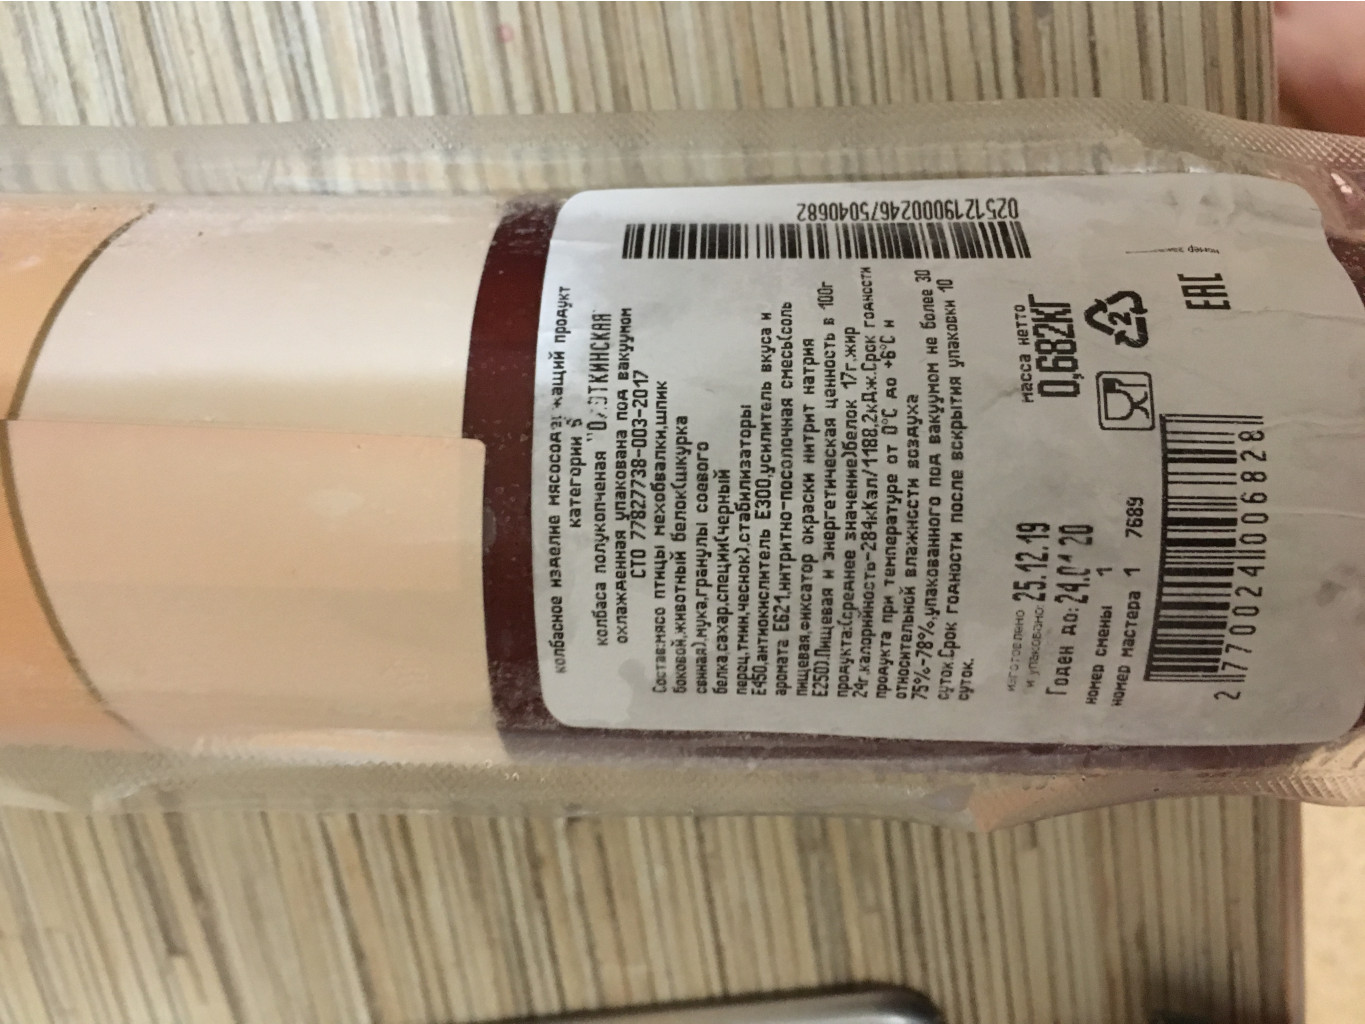 колбасное изделие мясосодержащий продукт
категории Б
колбаса полукопченая "ОХОТКИНСКАЯ"
охлажденная упакована под вакуумом
СТО 77827738-003-2017
Состав:мясо птицы мехобвалки,шпик
боковой,животный белок(шкурка
свиная),мука,гранулы соевого
белка,сахар,специи(черный
перец,тмин,чеснок),стабилизаторы
Е450,антиокислитель Е300,усилитель вкуса и
аромата Е621,нитритно-посолочная смесь(соль
пищевая,фиксатор окраски нитрит натрия
Е250).Пищевая и энергетическая ценность в 100г
продукта:(среднее значение)белок 17г,жир
24г.калорийность-284кКал/1188,2кДж.Срок годности
продукта при температуре от 0°С до +6°С и
относительной влажности воздуха
75%-78%,упакованного под вакуумом не более 30
суток.Срок годности после вскрытия упаковки 10
суток.
025121900024675040682
изготовлено
и упаковано: 25.12.19
Годен до: 24.01 20
номер смены 1
номер мастера 1 7689
масса нетто
0,682КГ
2
EAC
2 770024 006828